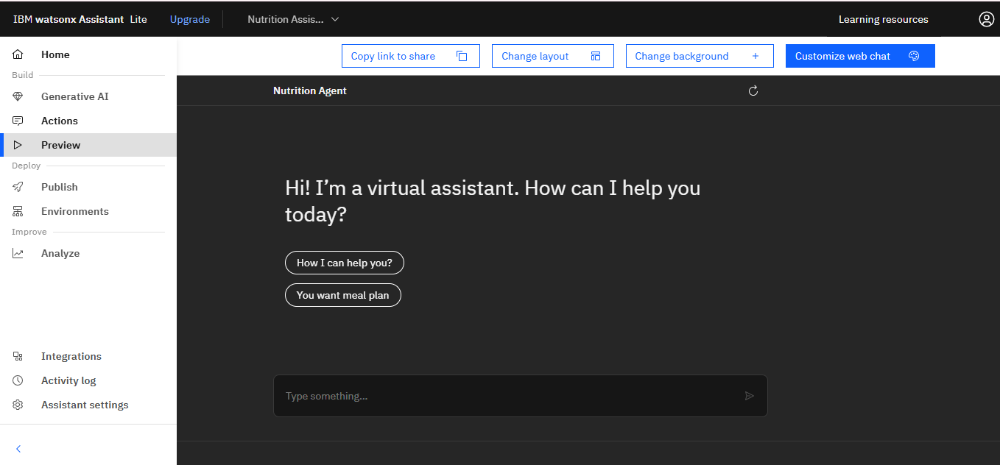 IBM watsonx Assistant Lite Upgrade Nutrition Assis... Learning resources
Home
Build
Generative AI
Actions
Preview
Deploy
Publish
Environments
Improve
Analyze
Integrations
Activity log
Assistant settings
Copy link to share Change layout Change background + Customize web chat
Nutrition Agent
Hi! I’m a virtual assistant. How can I help you
today?
How I can help you?
You want meal plan
Type something...